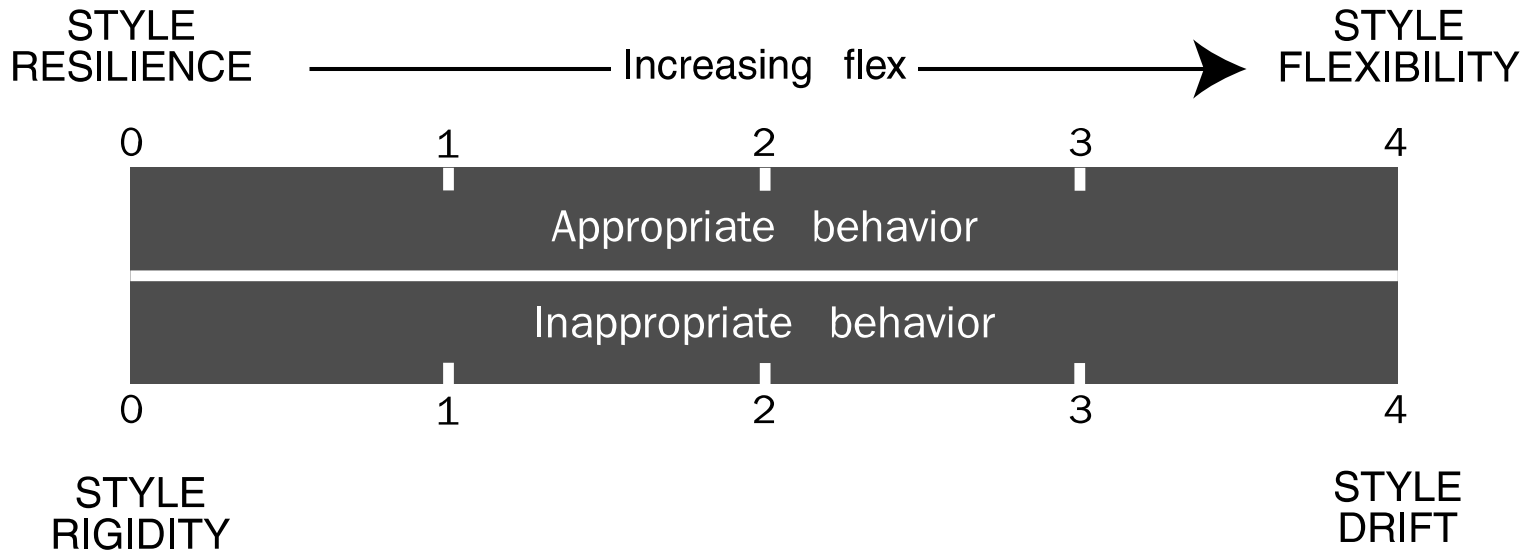 STYLE
RESILIENCE
Increasing flex
STYLE
FLEXIBILITY
0 1 2 3 4
Appropriate behavior
Inappropriate behavior
0 1 2 3 4
STYLE
RIGIDITY
STYLE
DRIFT